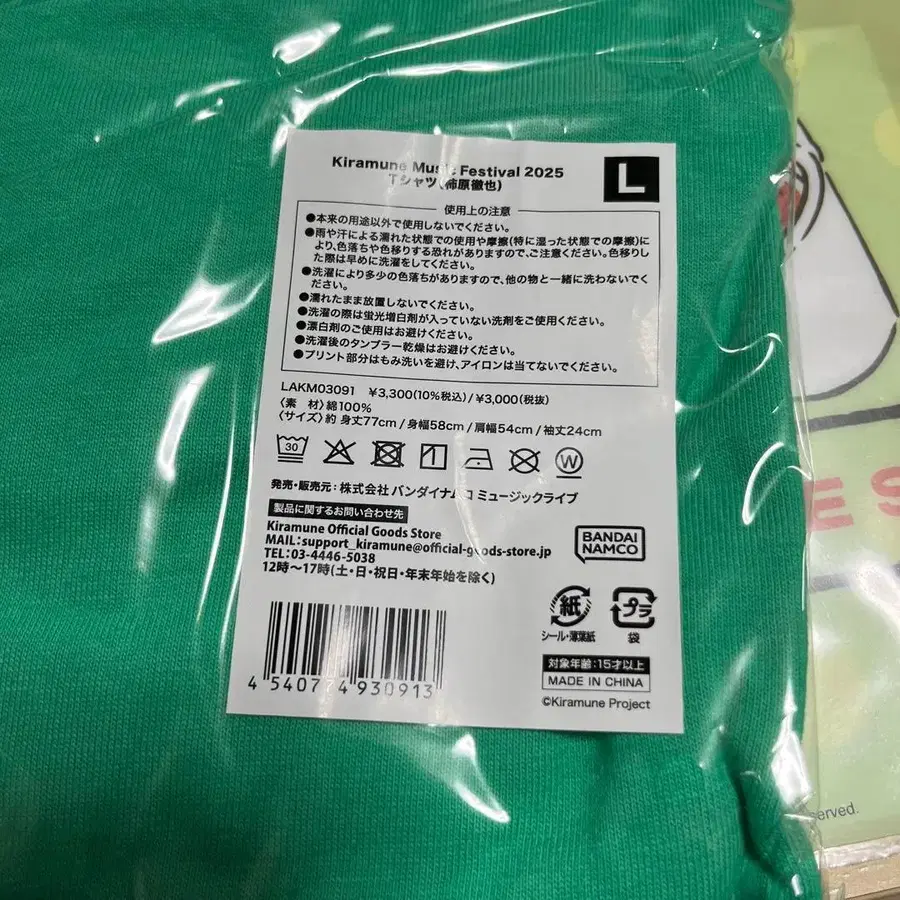 Kiramune Music Festival 2025
Tシャツ(柿原徹也)
L
使用上の注意
●本来の用途以外で使用しないでください。
●雨や汗による濡れた状態での使用や摩擦(特に湿った状態での摩擦)に
より、色落ちや色移りする恐れがありますので、ご注意ください。色移りし
た際は早めに洗濯をしてください。
●洗濯により多少の色落ちがありますので、他の物と一緒に洗わないでく
ださい。
●濡れたまま放置しないでください。
●洗濯の際は蛍光増白剤が入っていない洗剤をご使用ください。
●漂白剤のご使用はお避けください。
●洗濯後のタンブラー乾燥はお避けください。
●プリント部分はもみ洗いを避け、アイロンは当てないでください。
LAKM03091 ¥3,300(10%税込)/¥3,000(税抜)
〈素 材〉綿100%
〈サイズ〉約 身丈77cm/身幅58cm/肩幅54cm/袖丈24cm
30
W
発売・販売元:株式会社 バンダイナムコ ミュージックライブ
製品に関するお問い合わせ先
Kiramune Official Goods Store
MAIL:support_kiramune@official-goods-store.jp
TEL:03-4446-5038
12時〜17時(土・日・祝日・年末年始を除く)
BANDAI
NAMCO
紙
シール・薄葉紙
プラ
袋
対象年齢:15才以上
MADE IN CHINA
©Kiramune Project
4 540774 930913
ES
served.